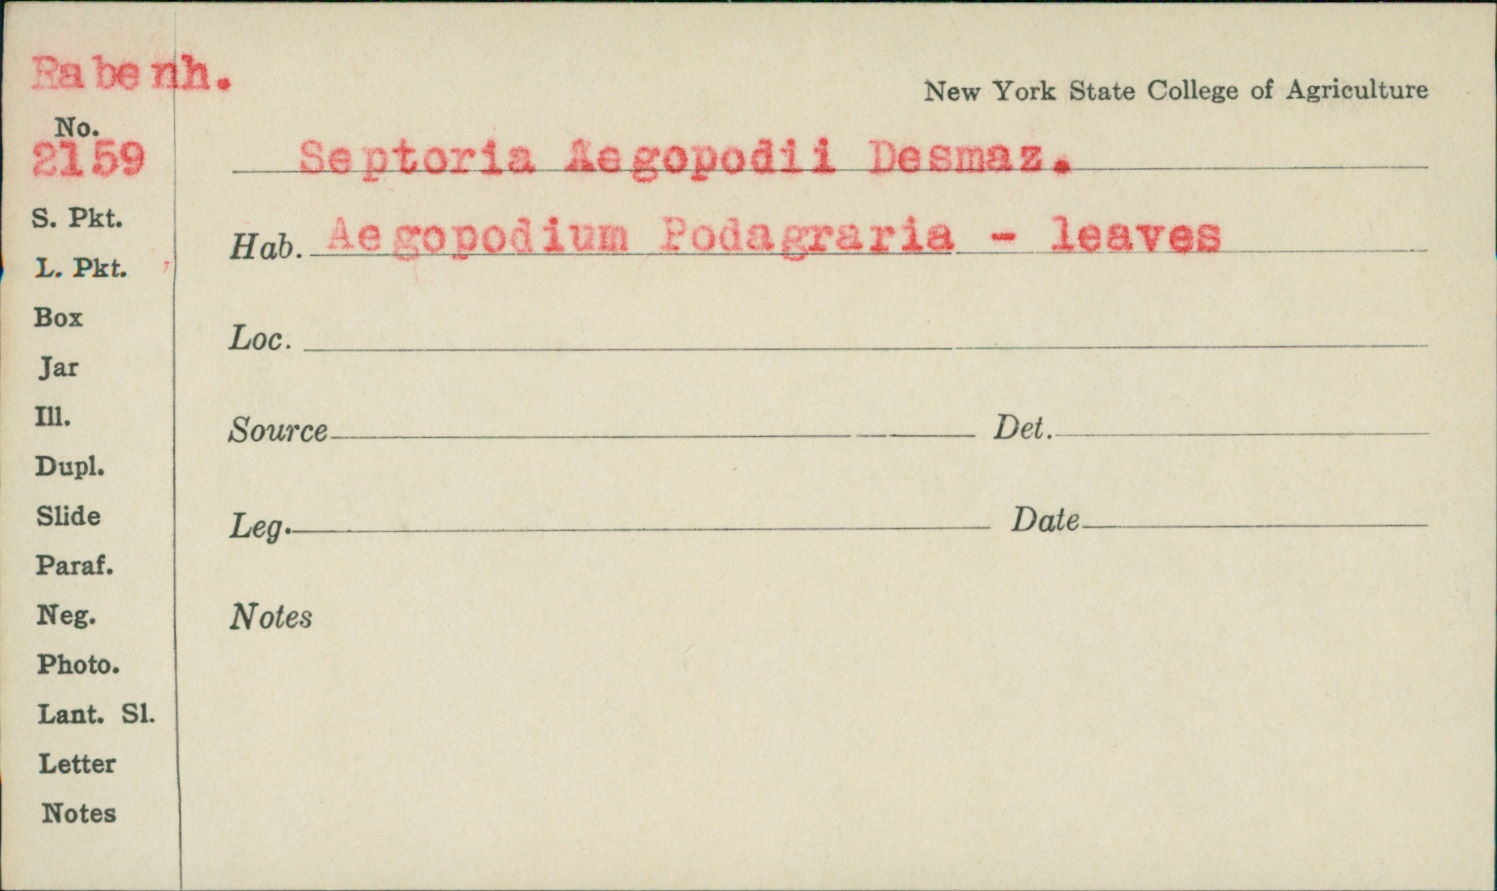 Rabenh.
New York State College of Agriculture
No.
2159
Septoria Aegopodii Desmaz.
S. Pkt.
Hab. Aegopodium Podagraria - leaves
L. Pkt.
Box
Loc.
Jar
Ill.
Source Det.
Dupl.
Slide
Leg. Date
Paraf.
Neg.
Notes
Photo.
Lant. Sl.
Letter
Notes